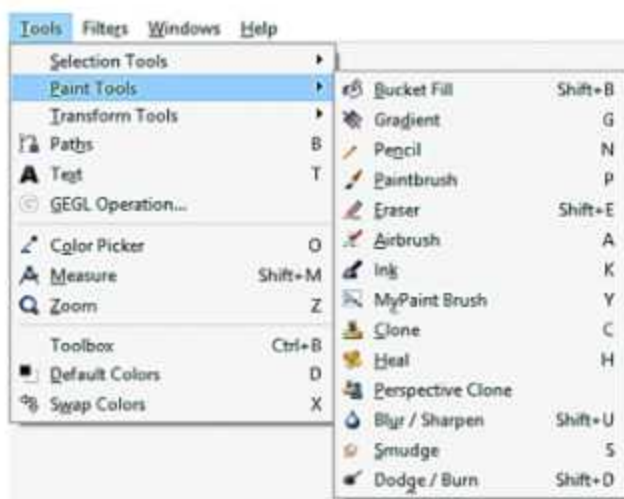 Tools Filters Windows Help
Selection Tools
Paint Tools
Transform Tools
Paths B
Text T
GEGL Operation...
Color Picker O
Measure Shift+M
Zoom Z
Toolbox Ctrl+B
Default Colors D
Swap Colors X
Bucket Fill Shift+B
Gradient G
Pencil N
Paintbrush P
Eraser Shift+E
Airbrush A
Ink K
MyPaint Brush Y
Clone C
Heal H
Perspective Clone
Blur / Sharpen Shift+U
Smudge S
Dodge / Burn Shift+D